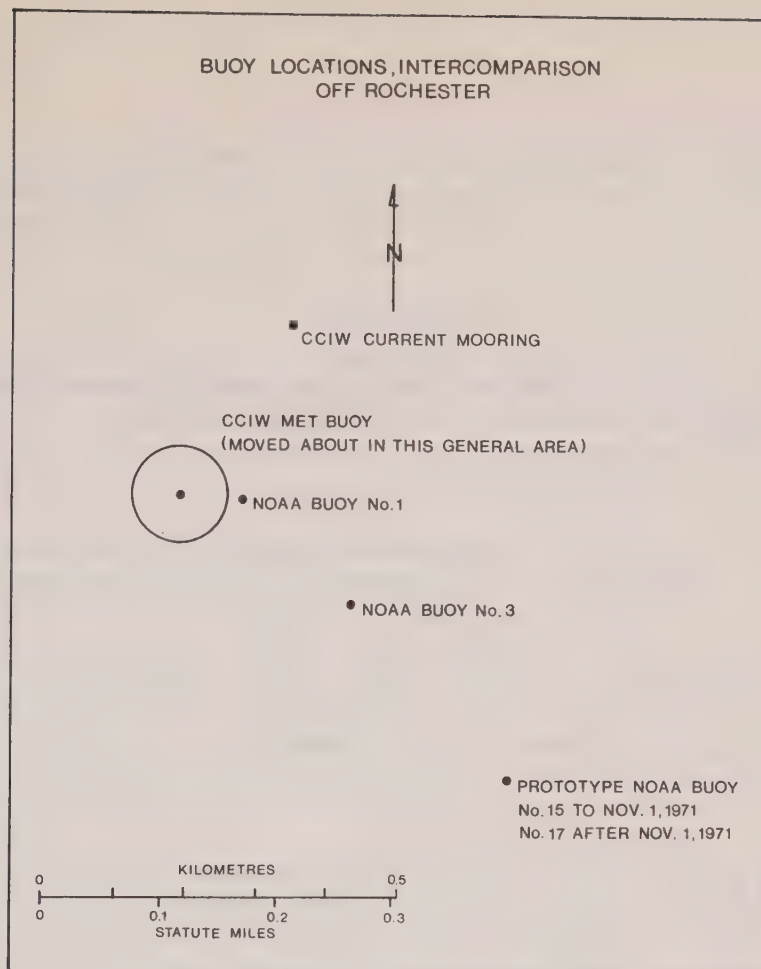 BUOY LOCATIONS, INTERCOMPARISON
OFF ROCHESTER
N
CCIW CURRENT MOORING
CCIW MET BUOY
(MOVED ABOUT IN THIS GENERAL AREA)
NOAA BUOY No.1
NOAA BUOY No.3
PROTOTYPE NOAA BUOY
No.15 TO NOV. 1, 1971
No.17 AFTER NOV. 1, 1971
KILOMETRES
0 0.5
0 0.1 0.2 0.3
STATUTE MILES